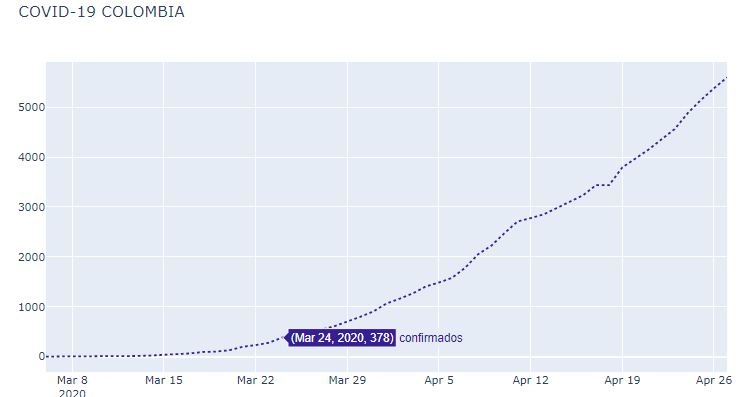 COVID-19 COLOMBIA
5000
4000
3000
2000
1000
0
(Mar 24, 2020, 378) confirmados
Mar 8 Mar 15 Mar 22 Mar 29 Apr 5 Apr 12 Apr 19 Apr 26
2020